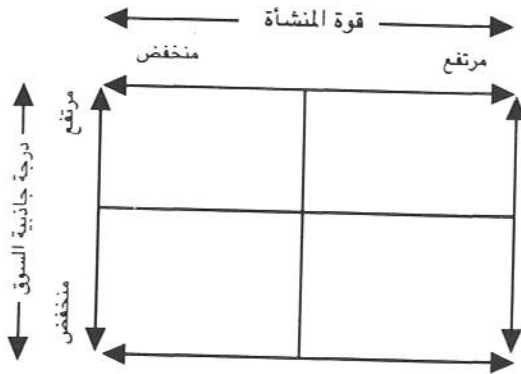 قوة المنشأة
مرتفع
منخفض
درجة جاذبية السوق
مرتفع
منخفض